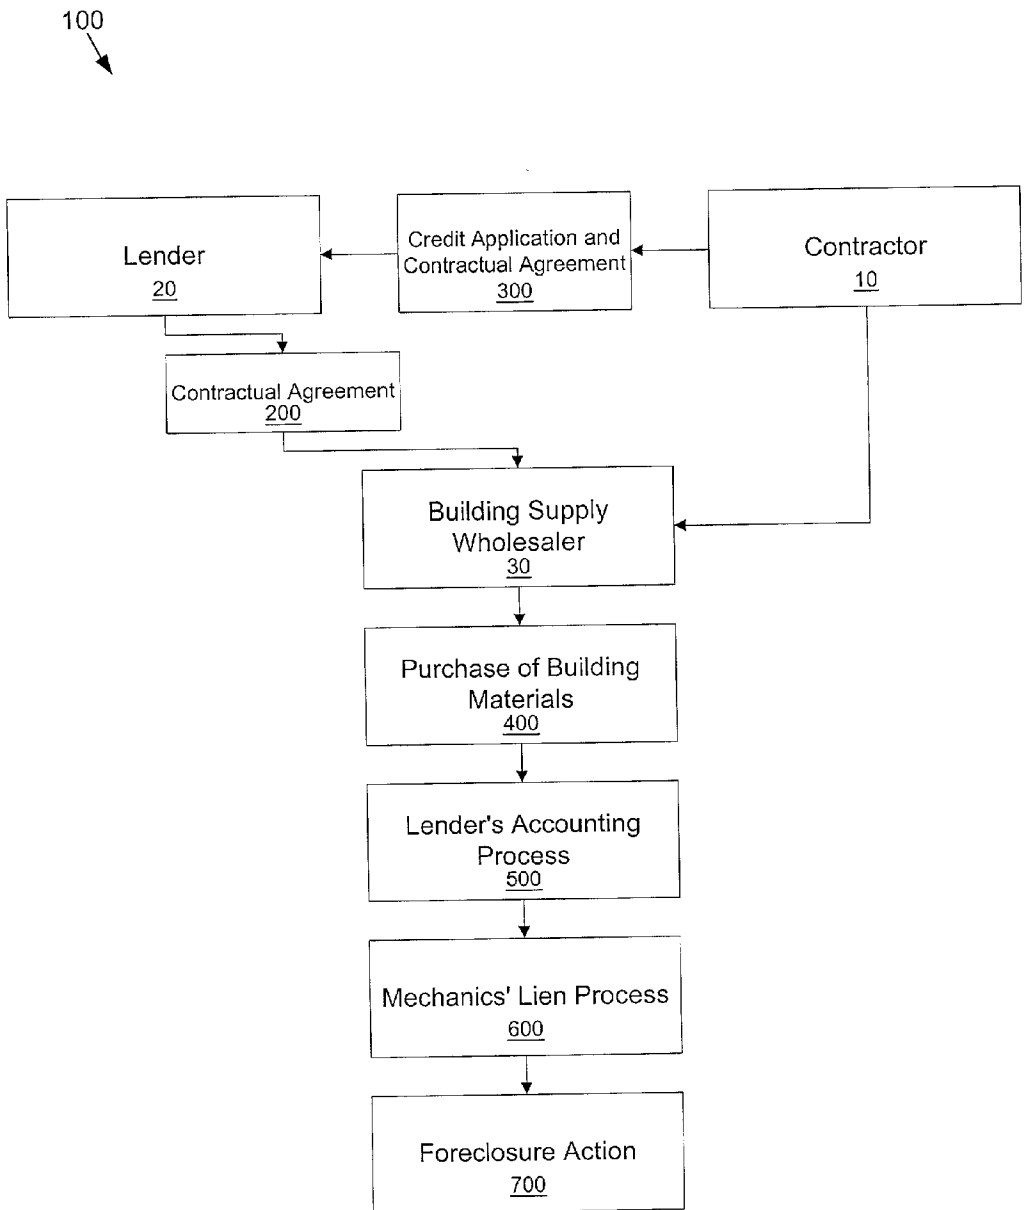 100
Lender
20
Credit Application and
Contractual Agreement
300
Contractor
10
Contractual Agreement
200
Building Supply
Wholesaler
30
Purchase of Building
Materials
400
Lender's Accounting
Process
500
Mechanics' Lien Process
600
Foreclosure Action
700